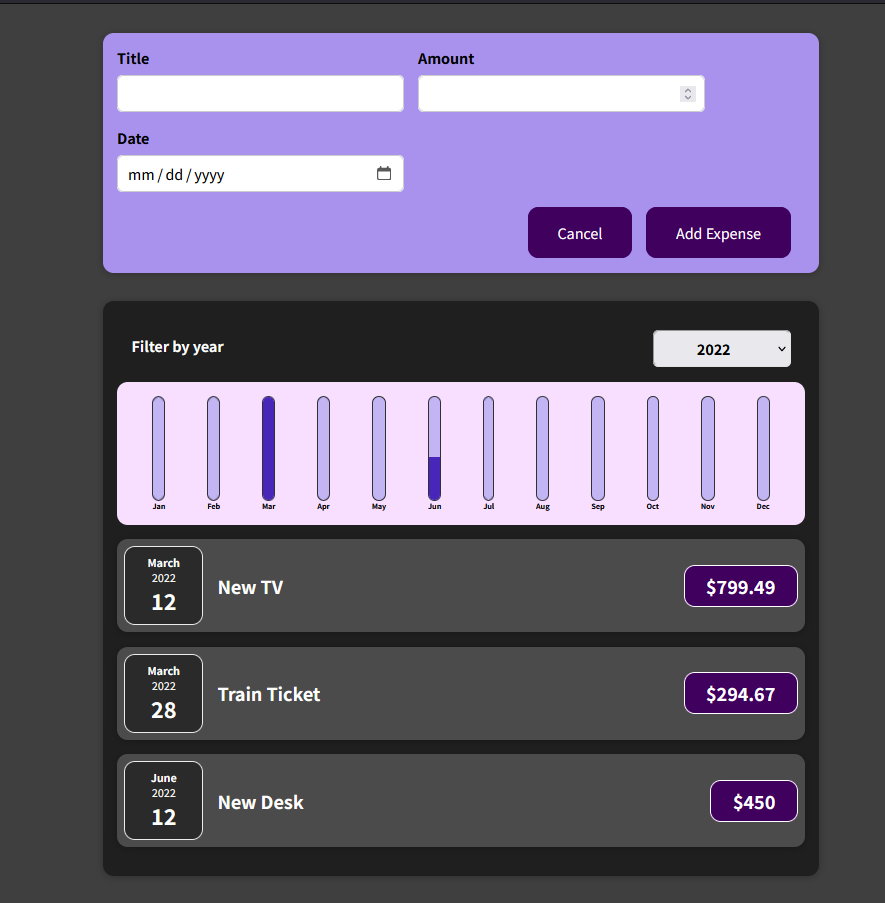 Title Amount
Date
mm / dd / yyyy
Cancel Add Expense
Filter by year 2022
Jan Feb Mar Apr May Jun Jul Aug Sep Oct Nov Dec
March
2022
12
New TV
$799.49
March
2022
28
Train Ticket
$294.67
June
2022
12
New Desk
$450